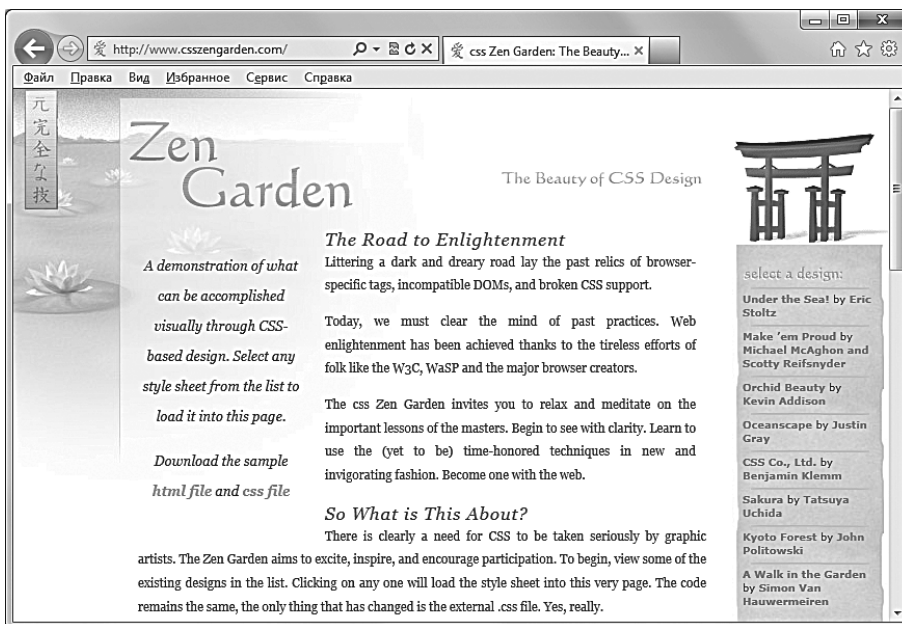 http://www.csszengarden.com/
css Zen Garden: The Beauty...
Файл Правка Вид Избранное Сервис Справка
元
完
全
な
技
Zen
Garden
The Beauty of CSS Design
A demonstration of what
can be accomplished
visually through CSS-
based design. Select any
style sheet from the list to
load it into this page.
Download the sample
html file and css file
The Road to Enlightenment
Littering a dark and dreary road lay the past relics of browser-
specific tags, incompatible DOMs, and broken CSS support.
Today, we must clear the mind of past practices. Web
enlightenment has been achieved thanks to the tireless efforts of
folk like the W3C, WaSP and the major browser creators.
The css Zen Garden invites you to relax and meditate on the
important lessons of the masters. Begin to see with clarity. Learn to
use the (yet to be) time-honored techniques in new and
invigorating fashion. Become one with the web.
So What is This About?
There is clearly a need for CSS to be taken seriously by graphic
artists. The Zen Garden aims to excite, inspire, and encourage participation. To begin, view some of the
existing designs in the list. Clicking on any one will load the style sheet into this very page. The code
remains the same, the only thing that has changed is the external .css file. Yes, really.
select a design:
Under the Sea! by Eric
Stoltz
Make ’em Proud by
Michael McAghon and
Scotty Reifsnyder
Orchid Beauty by
Kevin Addison
Oceanscape by Justin
Gray
CSS Co., Ltd. by
Benjamin Klemm
Sakura by Tatsuya
Uchida
Kyoto Forest by John
Politowski
A Walk in the Garden
by Simon Van
Hauwermeiren